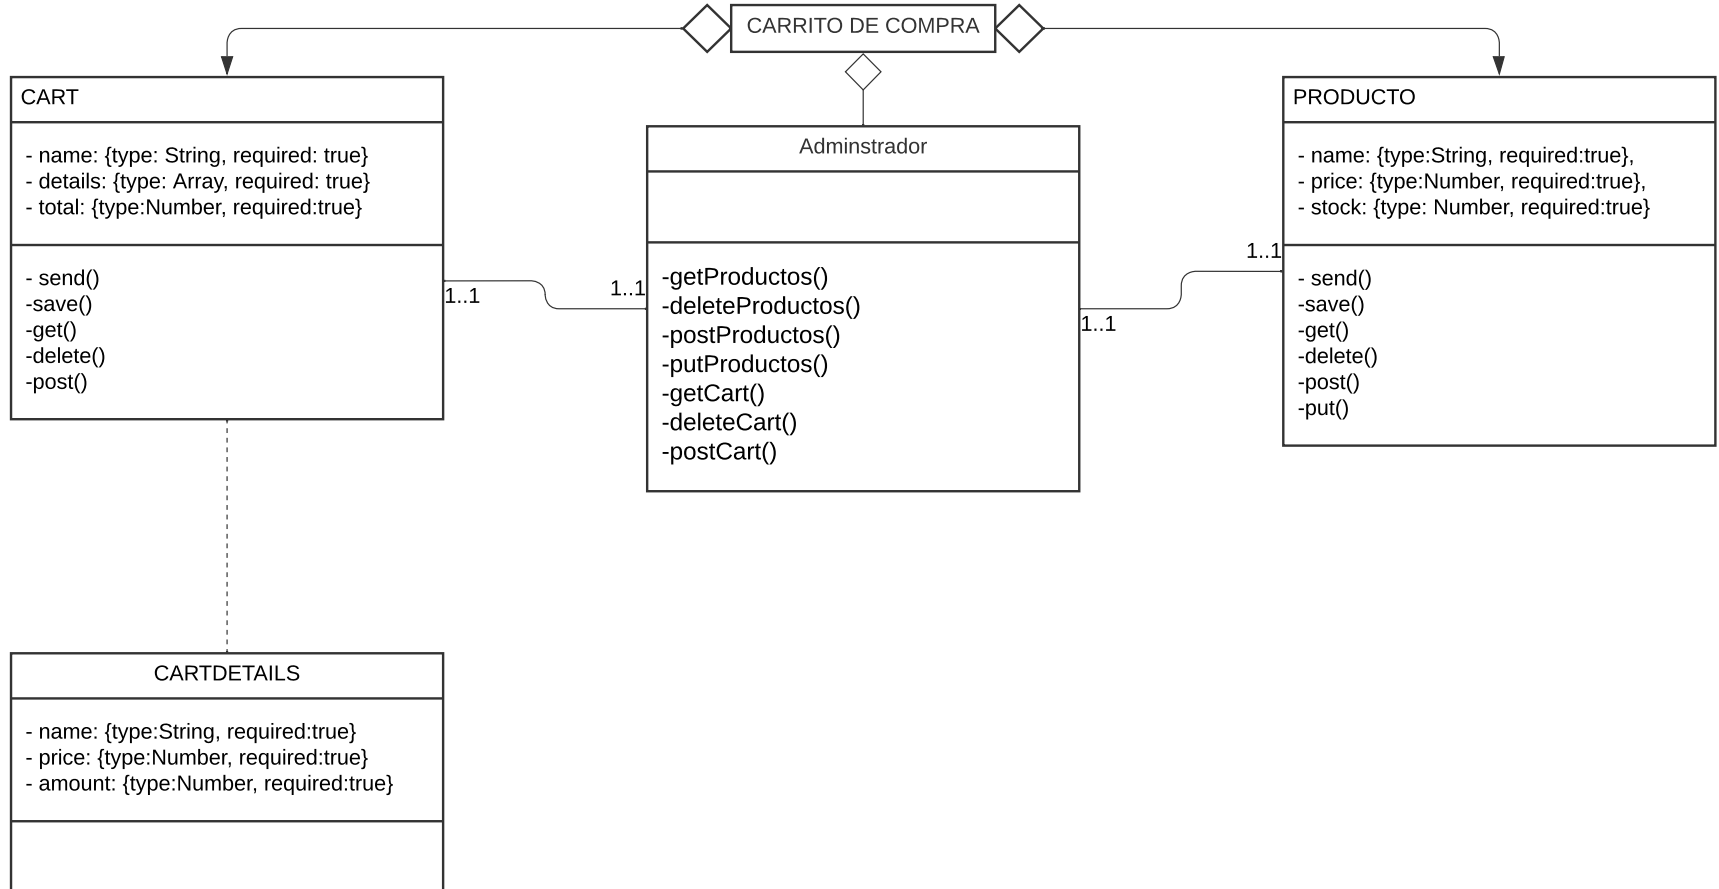 CARRITO DE COMPRA
CART
- name: {type: String, required: true}
- details: {type: Array, required: true}
- total: {type:Number, required:true}
- send()
-save()
-get()
-delete()
-post()
1..1
1..1
Adminstrador
-getProductos()
-deleteProductos()
-postProductos()
-putProductos()
-getCart()
-deleteCart()
-postCart()
1..1
1..1
PRODUCTO
- name: {type:String, required:true},
- price: {type:Number, required:true},
- stock: {type: Number, required:true}
- send()
-save()
-get()
-delete()
-post()
-put()
CARTDETAILS
- name: {type:String, required:true}
- price: {type:Number, required:true}
- amount: {type:Number, required:true}